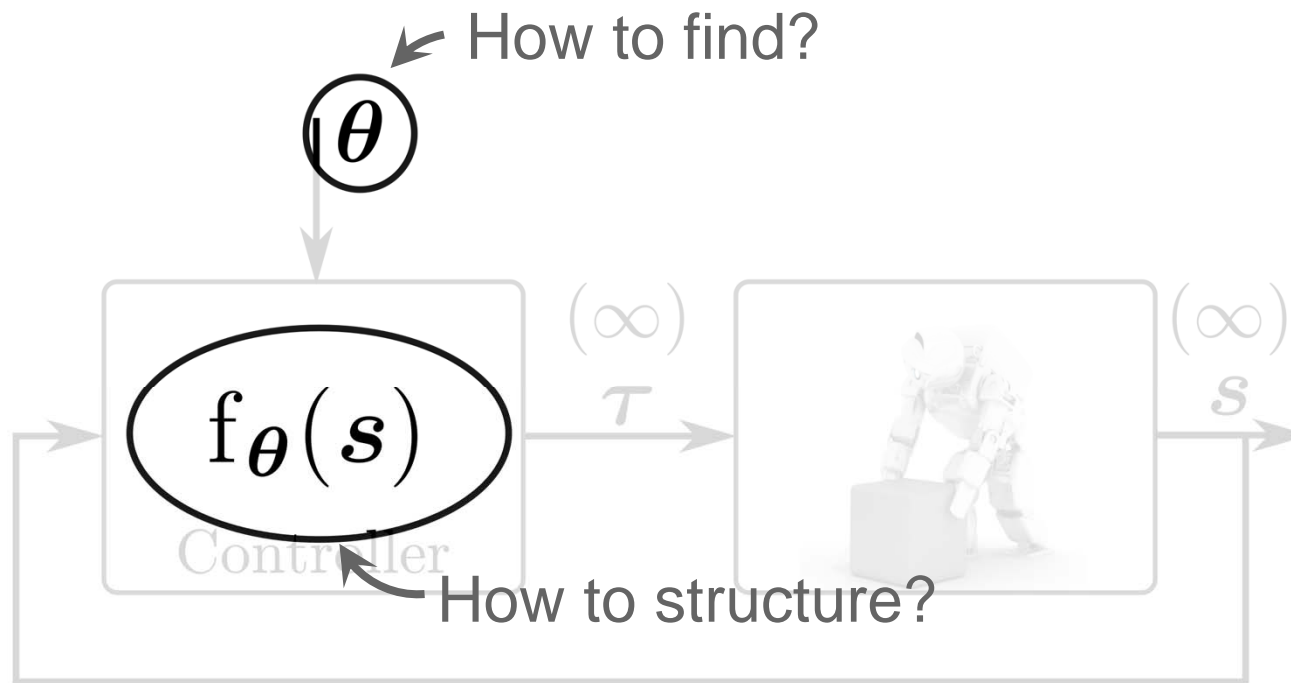 How to find?
θ
(∞)
(∞)
τ
s
f_θ(s)
Controller
How to structure?